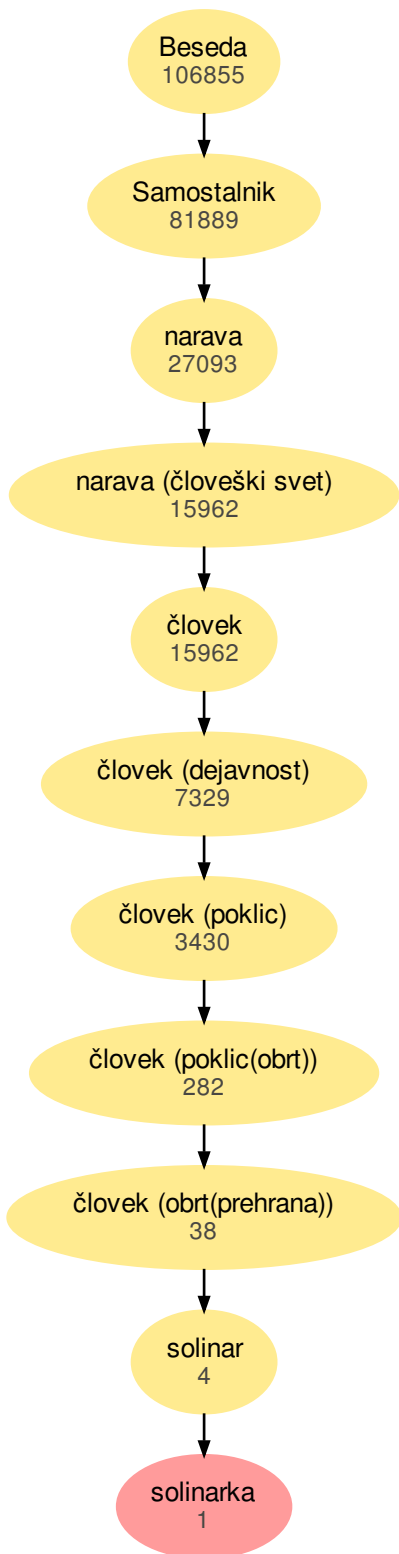 Beseda
106855
Samostalnik
81889
narava
27093
narava (človeški svet)
15962
človek
15962
človek (dejavnost)
7329
človek (poklic)
3430
človek (poklic(obrt))
282
človek (obrt(prehrana))
38
solinar
4
solinarka
1